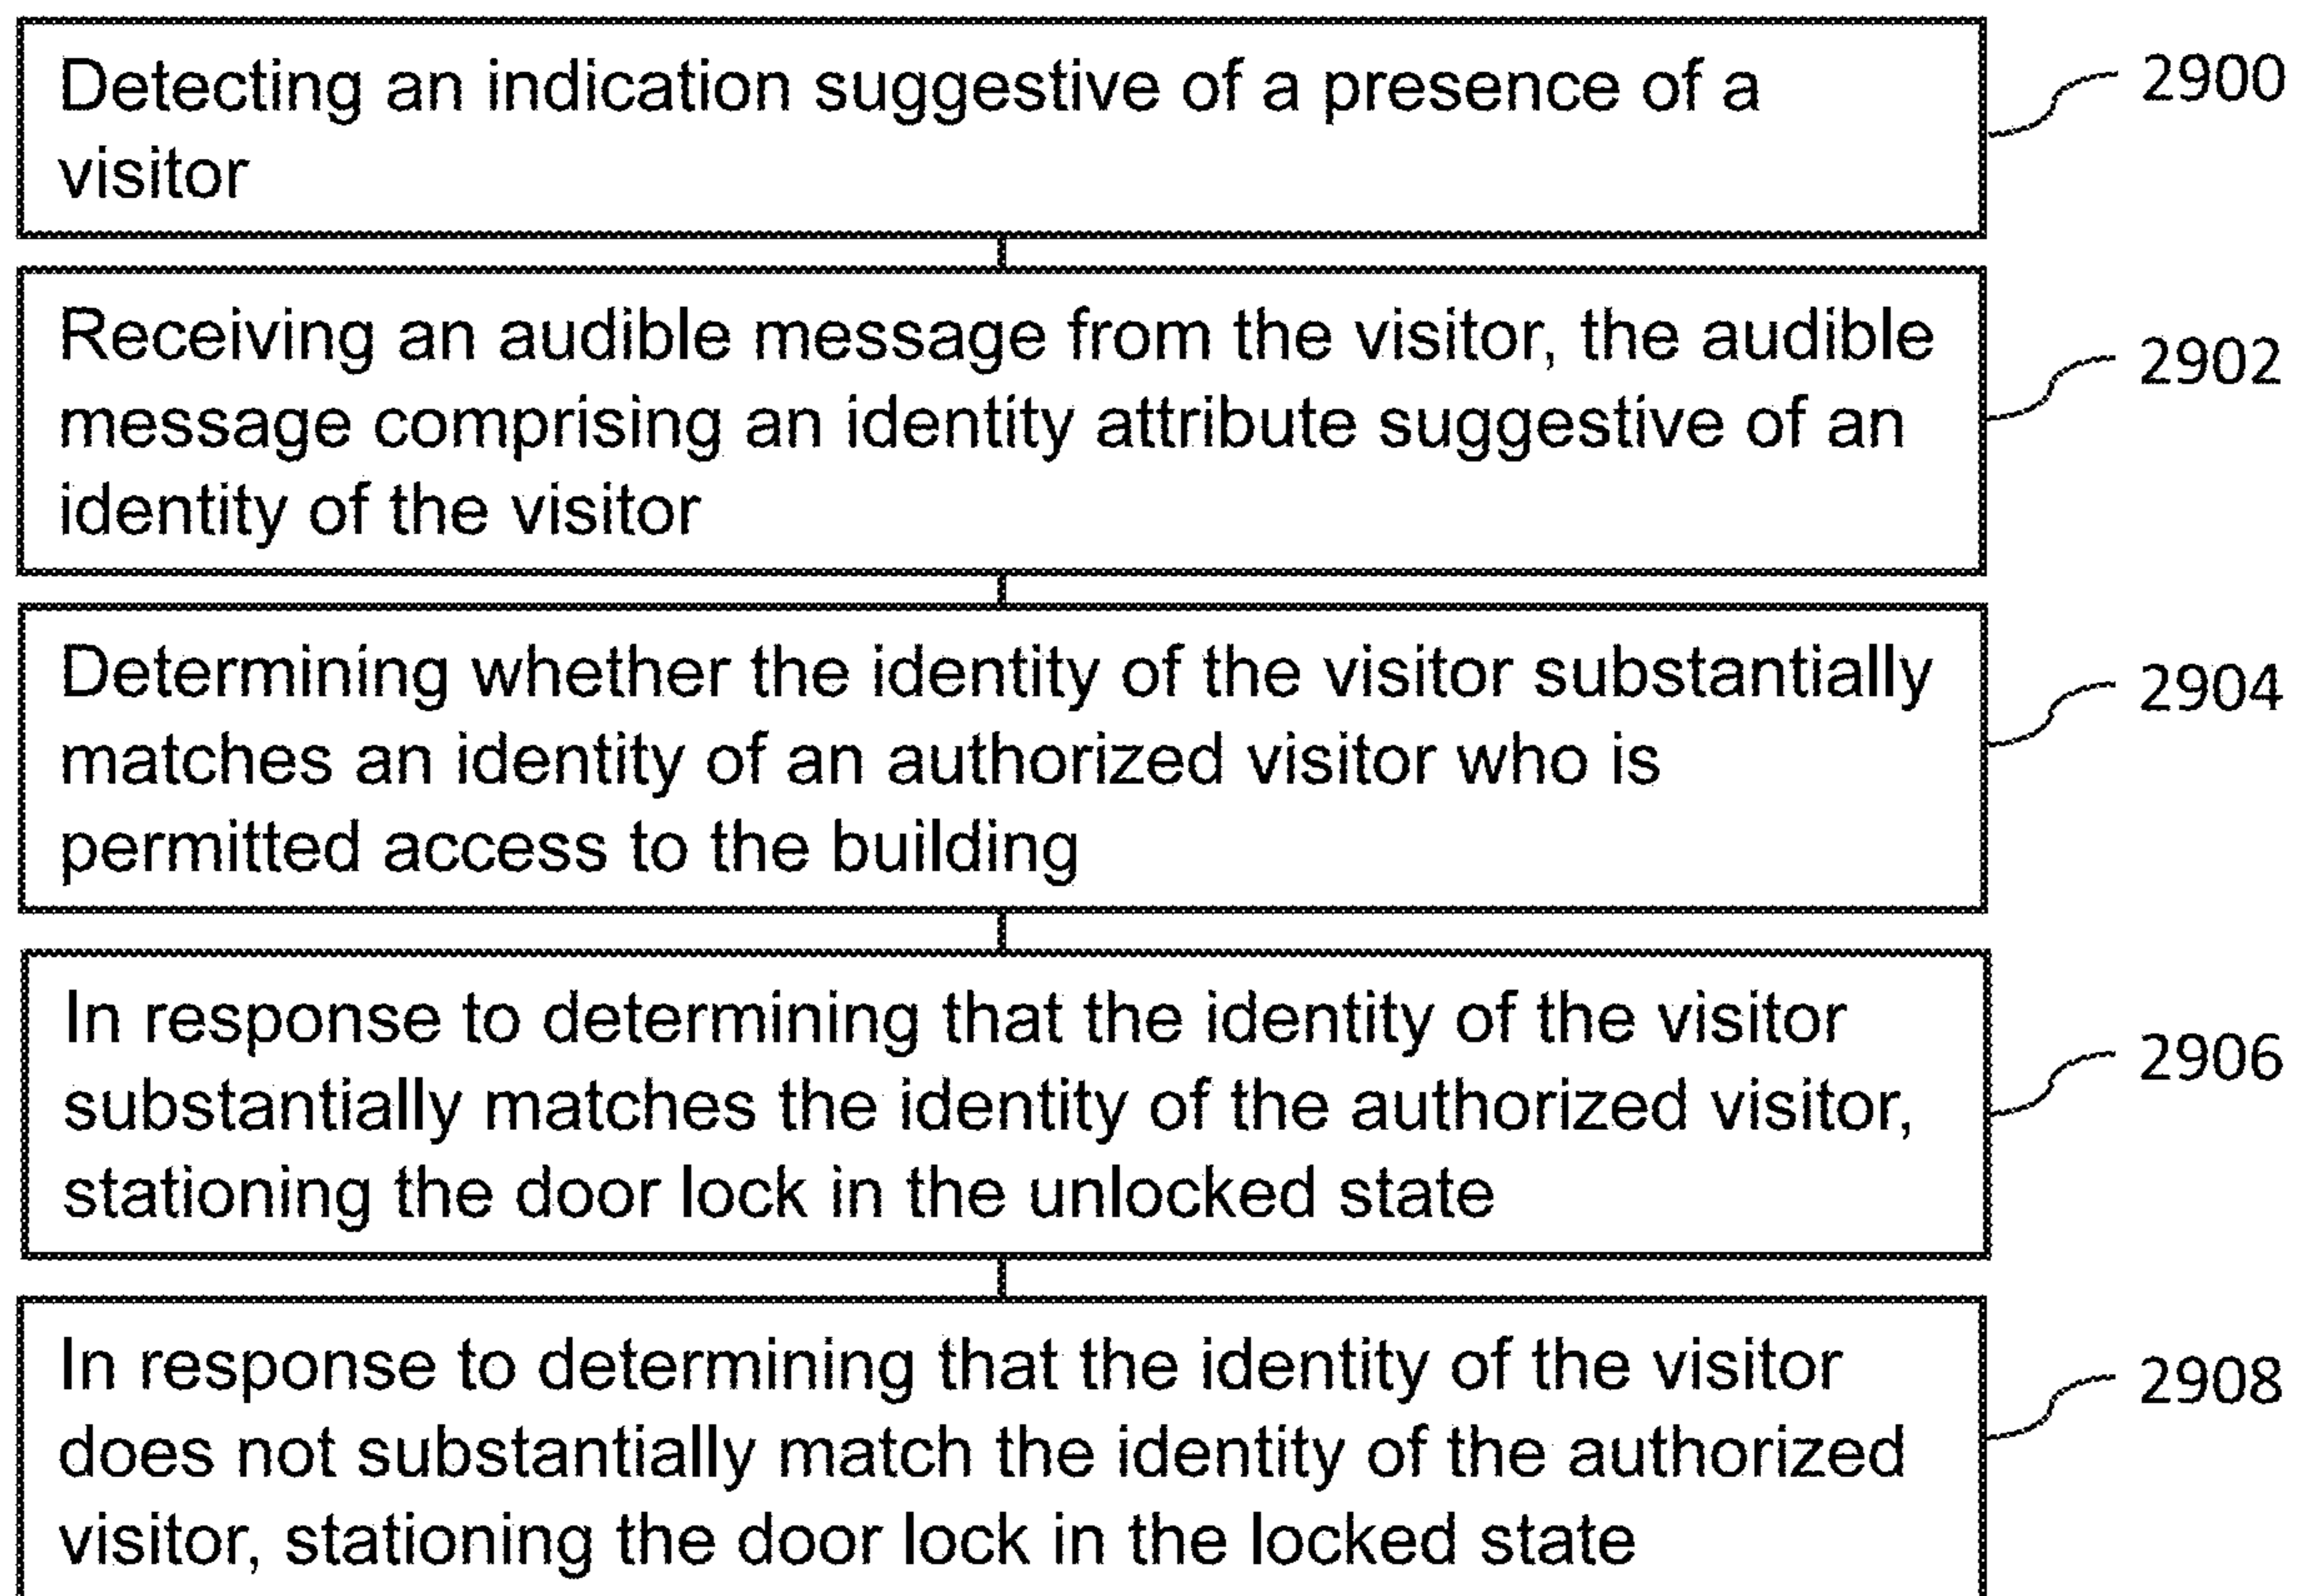 Detecting an indication suggestive of a presence of a
visitor
2900
Receiving an audible message from the visitor, the audible
message comprising an identity attribute suggestive of an
identity of the visitor
2902
Determining whether the identity of the visitor substantially
matches an identity of an authorized visitor who is
permitted access to the building
2904
In response to determining that the identity of the visitor
substantially matches the identity of the authorized visitor,
stationing the door lock in the unlocked state
2906
In response to determining that the identity of the visitor
does not substantially match the identity of the authorized
visitor, stationing the door lock in the locked state
2908